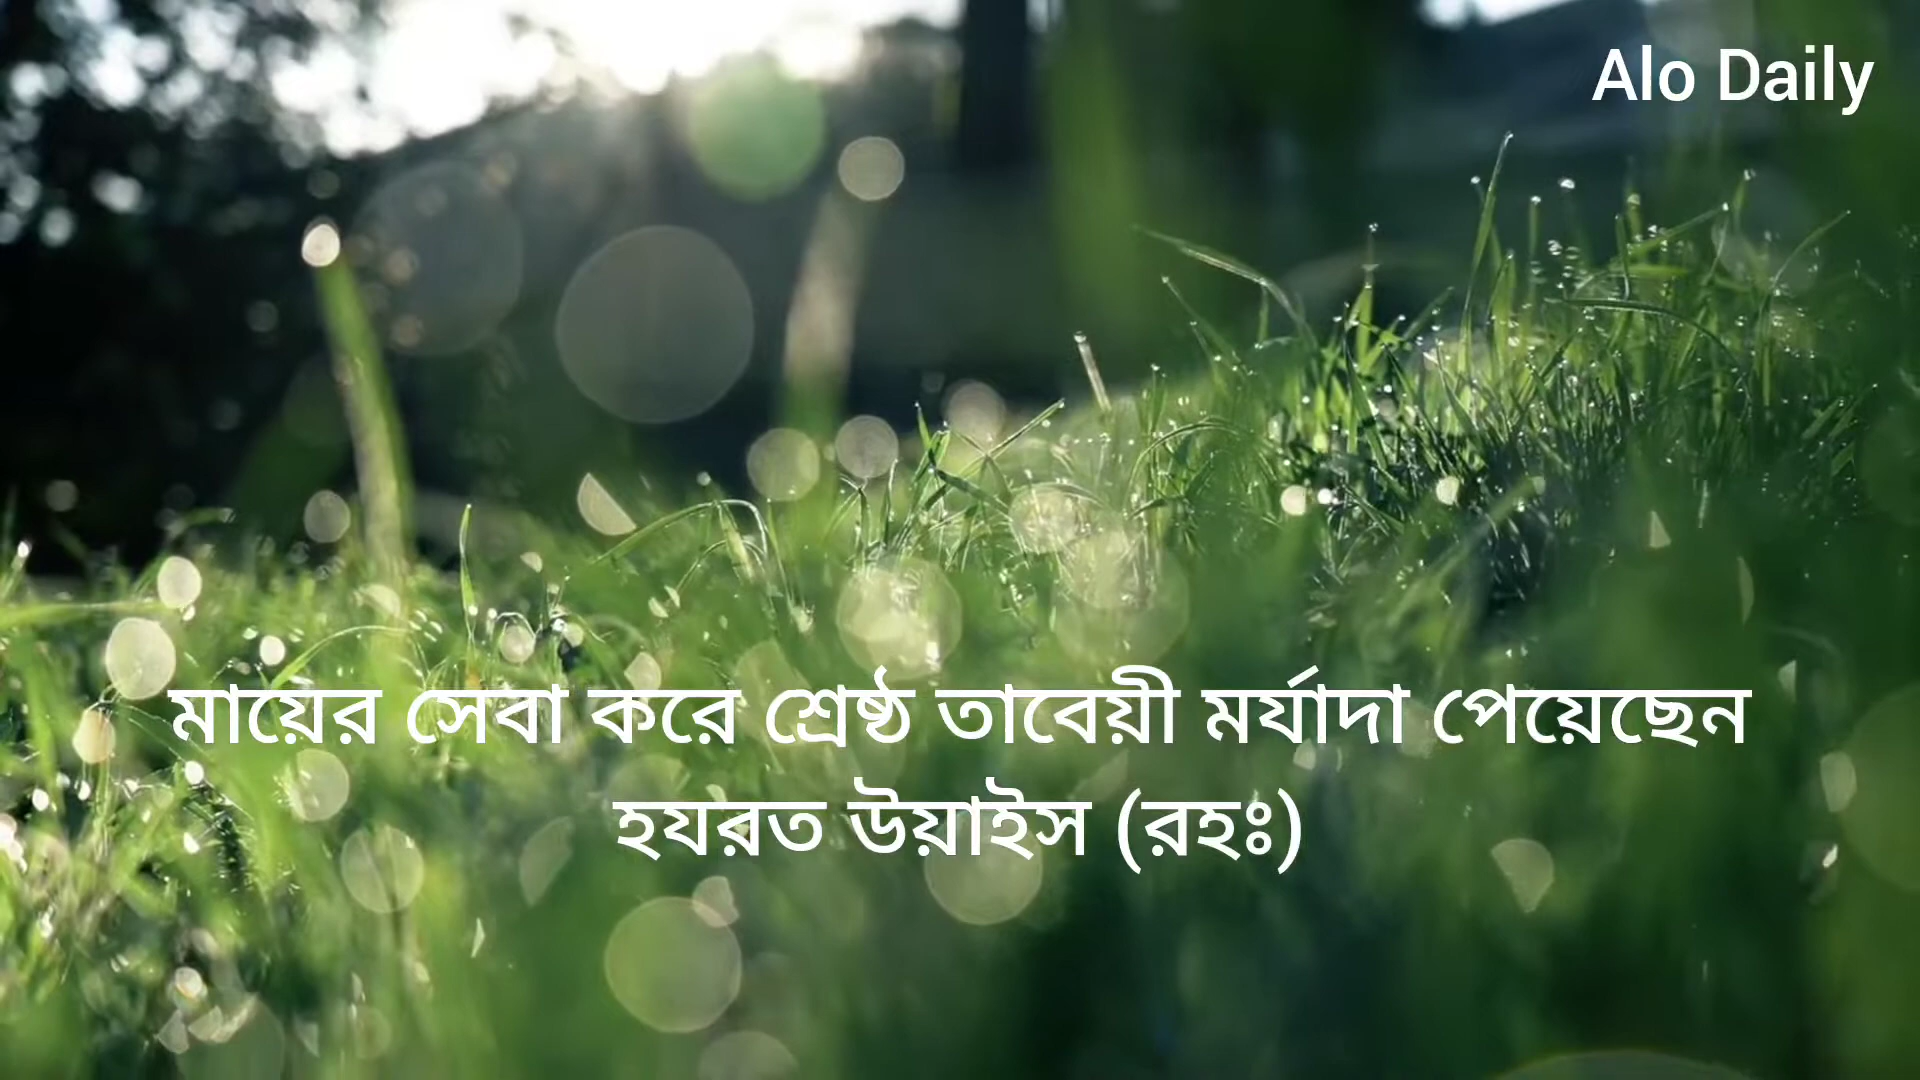 Alo Daily
মায়ের সেবা করে শ্রেষ্ঠ তাবেয়ী মর্যাদা পেয়েছেন
হযরত উয়াইস (রহঃ)